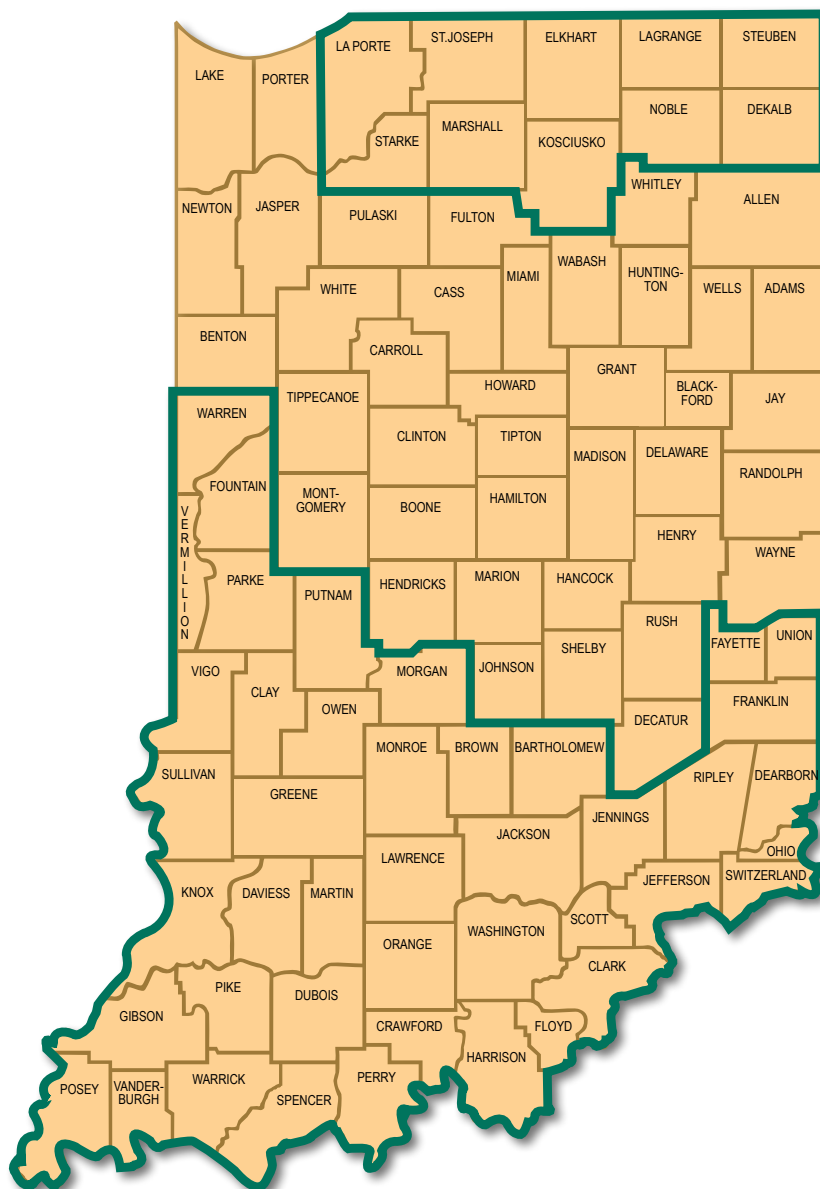 LAKE
PORTER
LA PORTE
ST.JOSEPH
ELKHART
LAGRANGE
STEUBEN
STARKE
MARSHALL
KOSCIUSKO
NOBLE
DEKALB
NEWTON
JASPER
PULASKI
FULTON
WHITLEY
ALLEN
WHITE
CASS
MIAMI
WABASH
HUNTING-
TON
WELLS
ADAMS
BENTON
CARROLL
HOWARD
GRANT
BLACK-
FORD
JAY
WARREN
TIPPECANOE
CLINTON
TIPTON
MADISON
DELAWARE
RANDOLPH
FOUNTAIN
MONT-
GOMERY
BOONE
HAMILTON
HENRY
WAYNE
VERMILLION
PARKE
PUTNAM
HENDRICKS
MARION
HANCOCK
RUSH
FAYETTE
UNION
VIGO
CLAY
OWEN
MORGAN
JOHNSON
SHELBY
DECATUR
FRANKLIN
SULLIVAN
GREENE
MONROE
BROWN
BARTHOLOMEW
JENNINGS
RIPLEY
DEARBORN
OHIO
SWITZERLAND
KNOX
DAVIESS
MARTIN
LAWRENCE
JACKSON
JEFFERSON
SCOTT
ORANGE
WASHINGTON
CLARK
GIBSON
PIKE
DUBOIS
CRAWFORD
FLOYD
HARRISON
POSEY
VANDER-
BURGH
WARRICK
SPENCER
PERRY